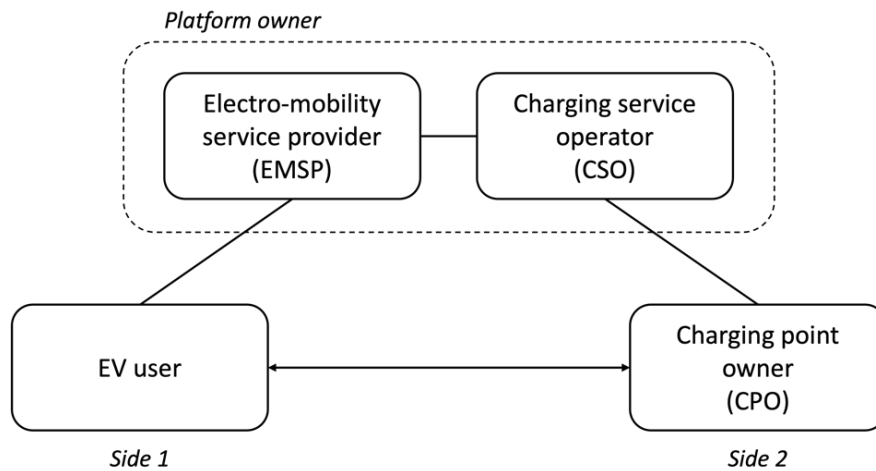 Platform owner
Electro-mobility
service provider
(EMSP)
Charging service
operator
(CSO)
EV user
Charging point
owner
(CPO)
Side 1
Side 2